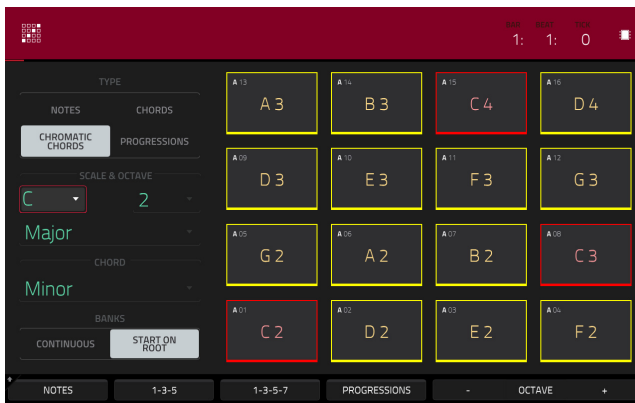 BAR BEAT TICK
1: 1: 0
TYPE
NOTES CHORDS
CHROMATIC
CHORDS
PROGRESSIONS
SCALE & OCTAVE
C 2
Major
CHORD
Minor
BANKS
CONTINUOUS
START ON
ROOT
A 13 A 14 A 15 A 16
A 3 B 3 C 4 D 4
A 09 A 10 A 11 A 12
D 3 E 3 F 3 G 3
A 05 A 06 A 07 A 08
G 2 A 2 B 2 C 3
A 01 A 02 A 03 A 04
C 2 D 2 E 2 F 2
NOTES 1-3-5 1-3-5-7 PROGRESSIONS - OCTAVE +